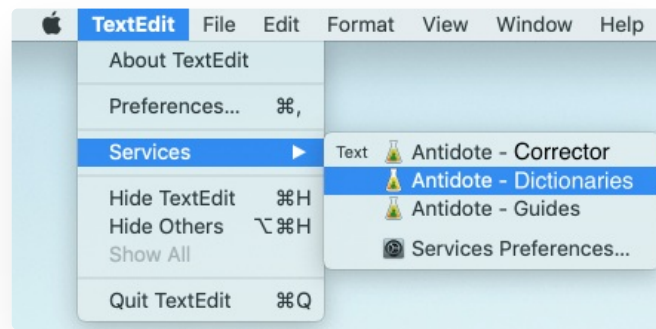 TextEdit File Edit Format View Window Help
About TextEdit
Preferences... ⌘,
Services ▶
Text Antidote - Corrector
Antidote - Dictionaries
Antidote - Guides
Services Preferences...
Hide TextEdit ⌘H
Hide Others ⌥⌘H
Show All
Quit TextEdit ⌘Q